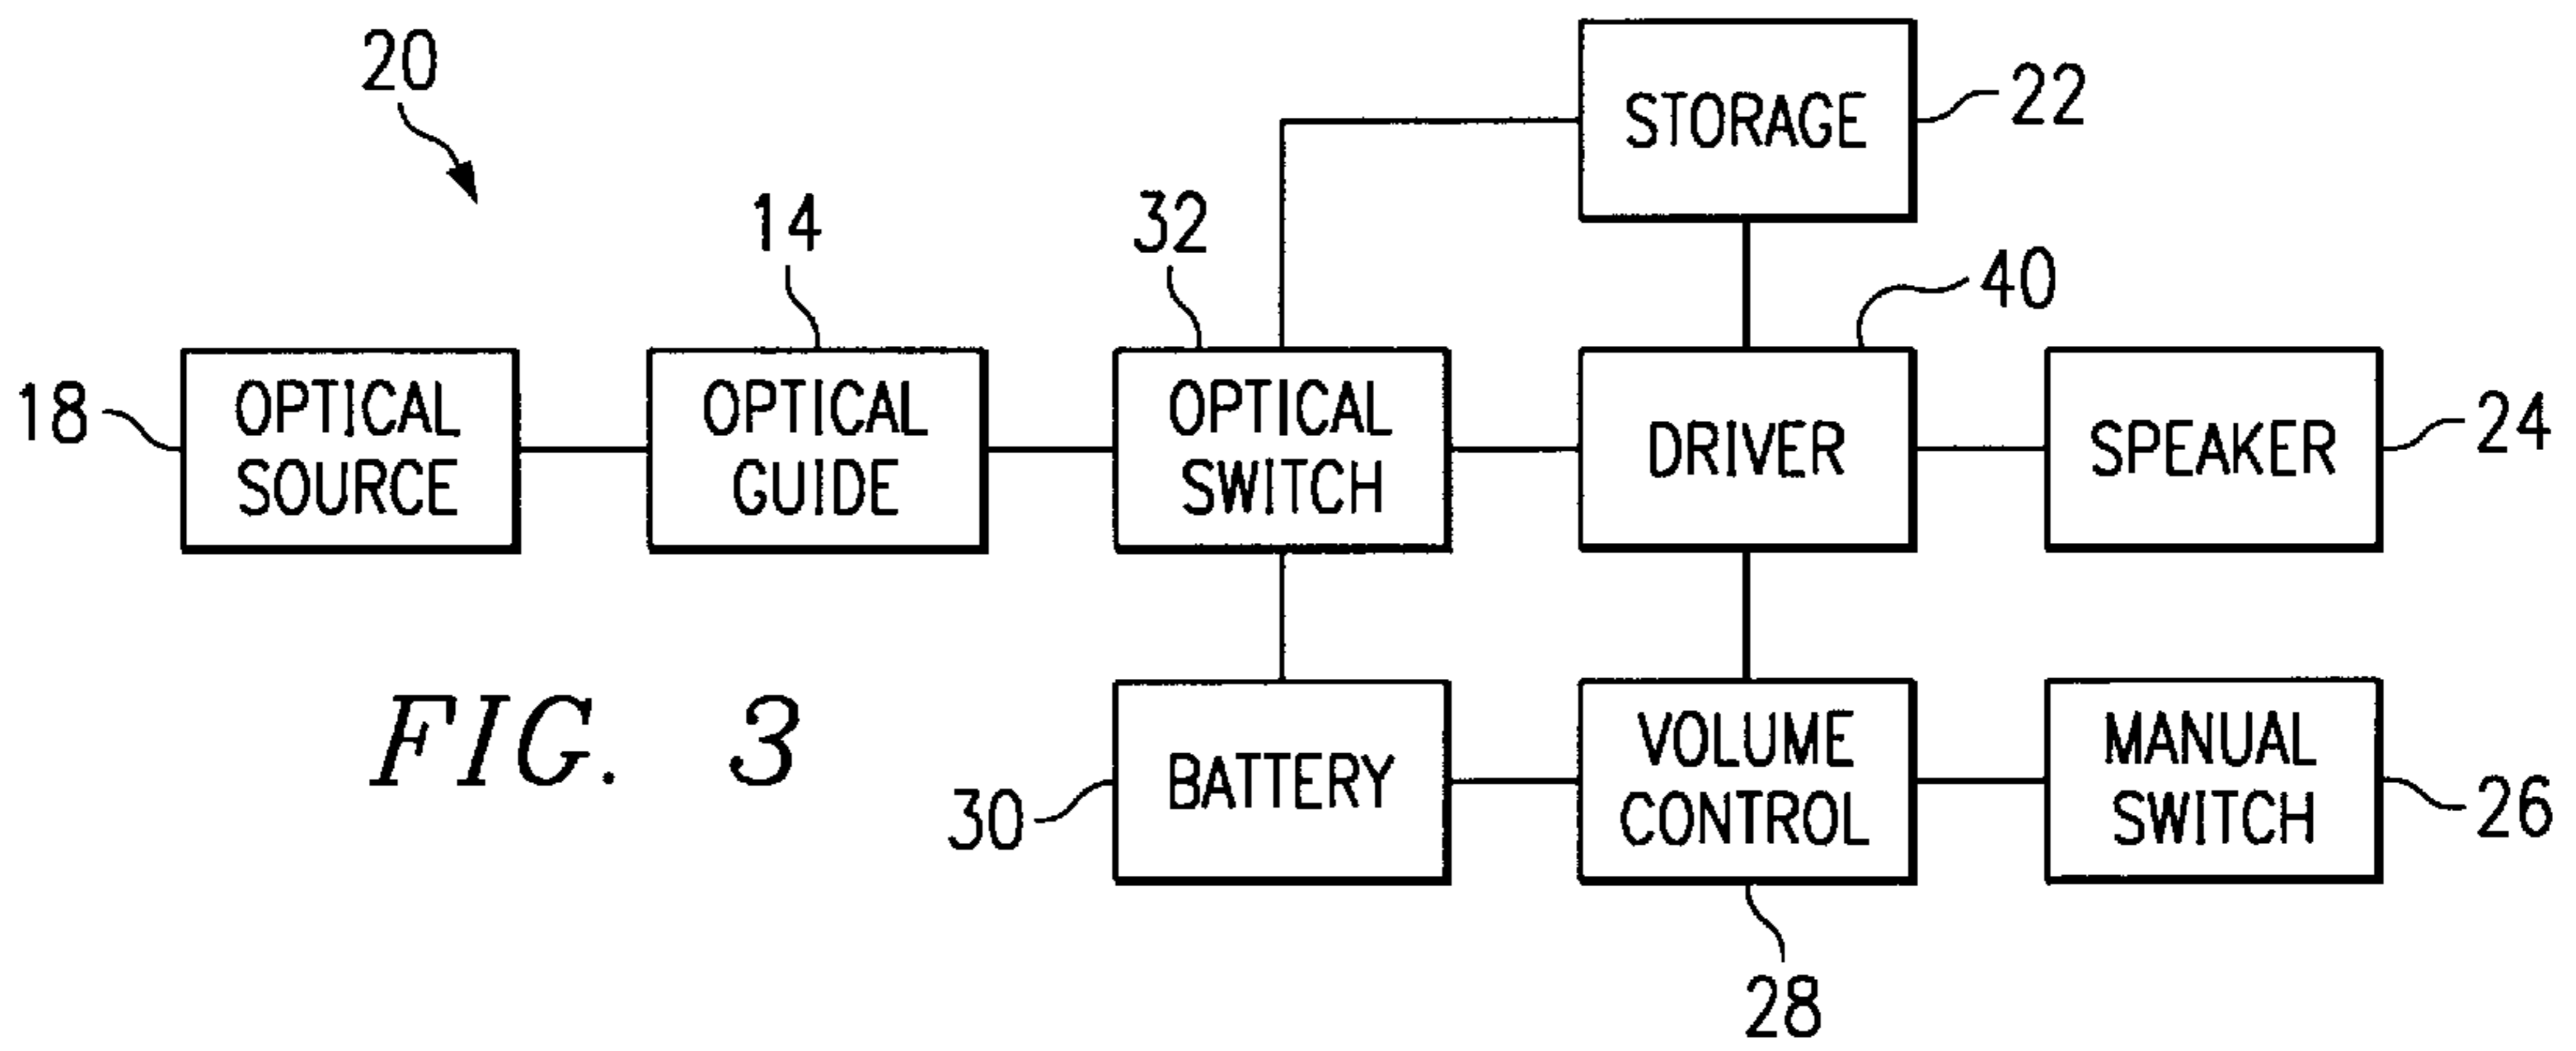 20
STORAGE
22
14
32
40
18
OPTICAL
SOURCE
OPTICAL
GUIDE
OPTICAL
SWITCH
DRIVER
SPEAKER
24
FIG. 3
30
BATTERY
VOLUME
CONTROL
MANUAL
SWITCH
26
28